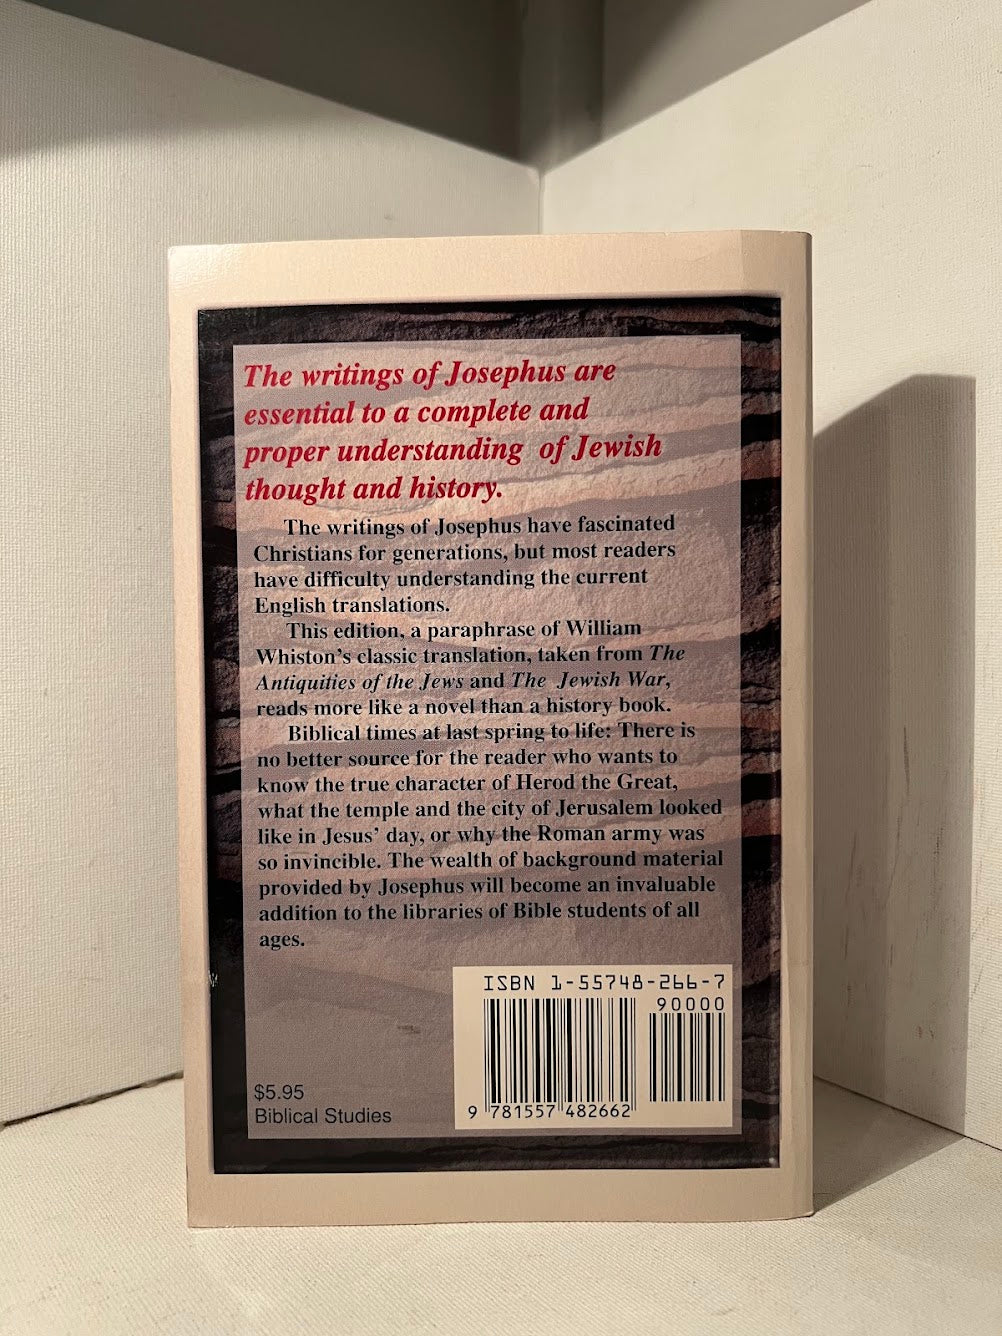 The writings of Josephus are
essential to a complete and
proper understanding of Jewish
thought and history.
The writings of Josephus have fascinated
Christians for generations, but most readers
have difficulty understanding the current
English translations.
This edition, a paraphrase of William
Whiston's classic translation, taken from The
Antiquities of the Jews and The Jewish War,
reads more like a novel than a history book.
Biblical times at last spring to life: There is
no better source for the reader who wants to
know the true character of Herod the Great,
what the temple and the city of Jerusalem looked
like in Jesus' day, or why the Roman army was
so invincible. The wealth of background material
provided by Josephus will become an invaluable
addition to the libraries of Bible students of all
ages.
ISBN 1-55748-266-7
90000
9 781557 482662
$5.95
Biblical Studies